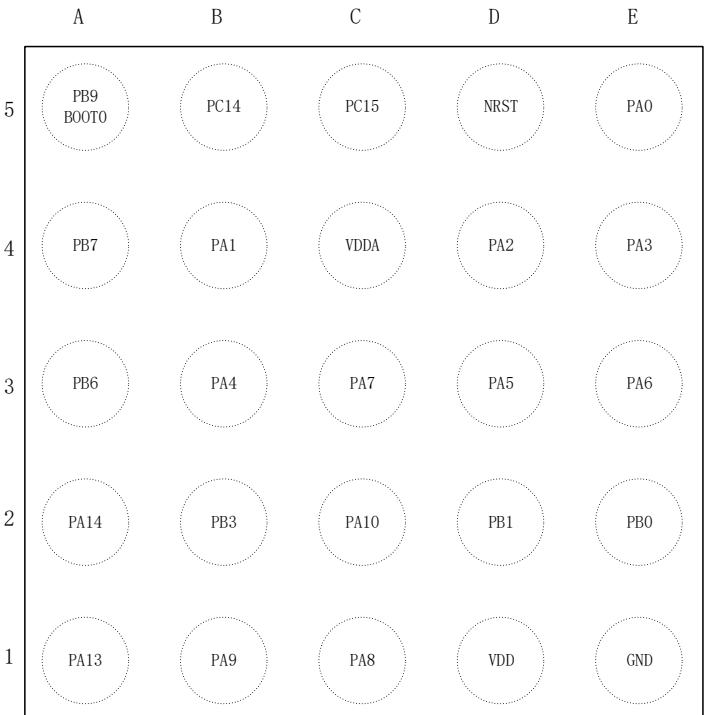 A B C D E
5 PB9 PC14 PC15 NRST PA0
BOOT0
4 PB7 PA1 VDDA PA2 PA3
3 PB6 PA4 PA7 PA5 PA6
2 PA14 PB3 PA10 PB1 PB0
1 PA13 PA9 PA8 VDD GND